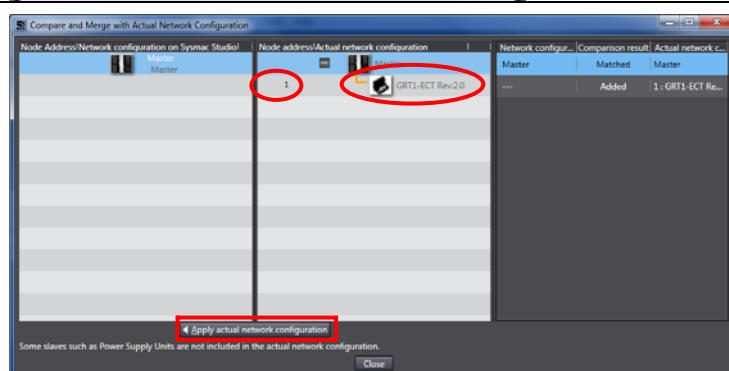 Compare and Merge with Actual Network Configuration
Node Address|Network configuration on Sysmac Studio|
Node address|Actual network configuration
Network configur... Comparison result Actual network c...
Master
Master
Master
Master Matched Master
1 GRT1-ECT Rev:2.0
--- Added 1 : GRT1-ECT Re...
Apply actual network configuration
Some slaves such as Power Supply Units are not included in the actual network configuration.
Close